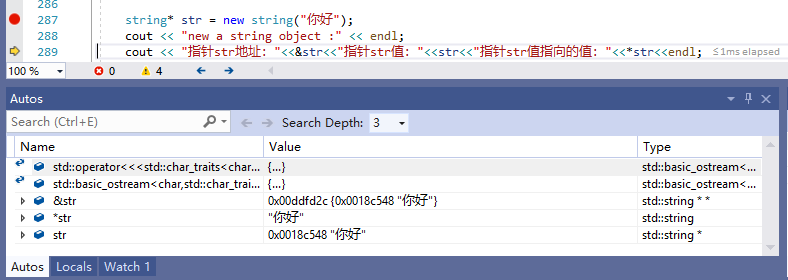 286
287 string* str = new string("你好");
288 cout << "new a string object :" << endl;
289 cout << "指针str地址："<<&str<<"指针str值："<<str<<"指针str值指向的值："<<*str<<endl; ≤1ms elapsed
100 % 0 4
Autos
Search (Ctrl+E) Search Depth: 3
Name Value Type
std::operator<<<std::char_traits<char... {...} std::basic_ostream<...
std::basic_ostream<char,std::char_trai... {...} std::basic_ostream<...
&str 0x00ddfd2c {0x0018c548 "你好"} std::string * *
*str "你好" std::string
str 0x0018c548 "你好" std::string *
Autos Locals Watch 1